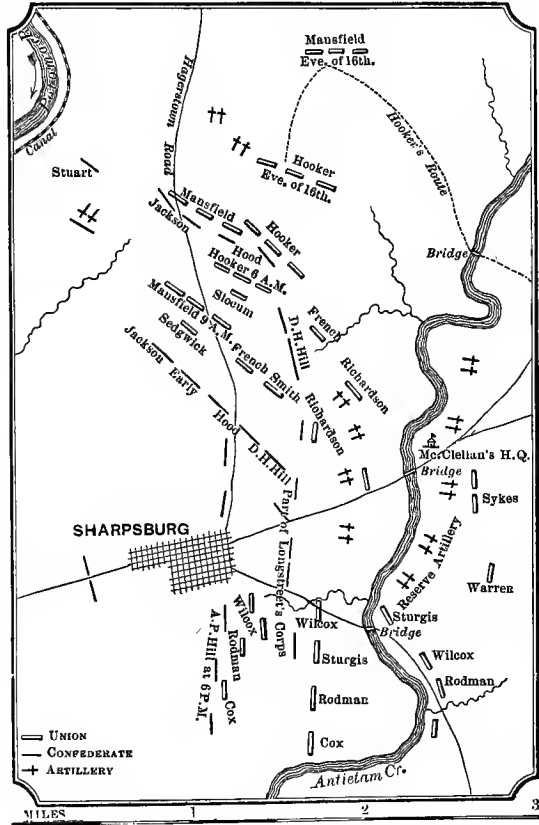 Mansfield
Eve. of 16th.
Potomac R.
Canal
Hagerstown Road
Hooker's Route
Stuart
Hooker
Eve. of 16th.
Mansfield
Hooker
Jackson
Hood
Hooker 6 A.M.
Bridge
Slocum
Mansfield 9 A.M.
French
D.H.Hill
Sedgwick
French
Smith
Richardson
Jackson
Early
Richardson
Hood
D.H.Hill
McClellan's H.Q.
Bridge
Sykes
Part of Longstreet's Corps
SHARPSBURG
Reserve Artillery
Warren
Wilcox
Wilcox
Sturgis
Bridge
Rodman
A.P.Hill at 6 P.M.
Sturgis
Wilcox
Rodman
Cox
Rodman
Cox
UNION
CONFEDERATE
ARTILLERY
Antietam Cr.
MILES 1 2 3